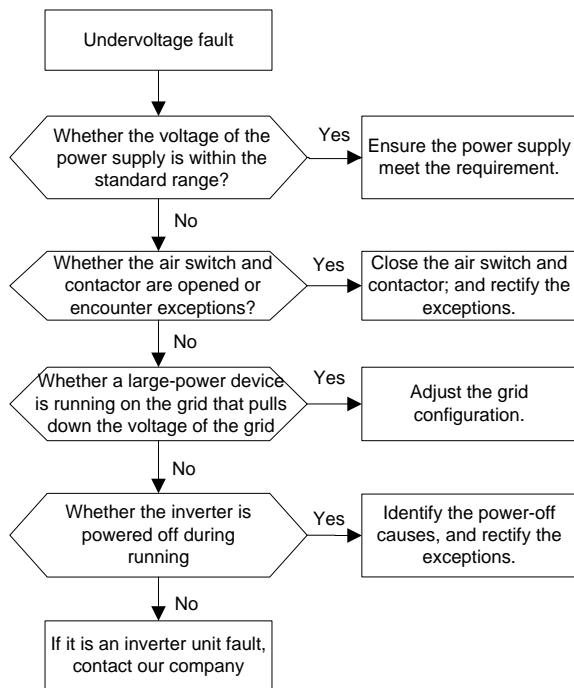 Undervoltage fault
Whether the voltage of the
power supply is within the
standard range?
Yes
Ensure the power supply
meet the requirement.
No
Whether the air switch and
contactor are opened or
encounter exceptions?
Yes
Close the air switch and
contactor; and rectify the
exceptions.
No
Whether a large-power device
is running on the grid that pulls
down the voltage of the grid
Yes
Adjust the grid
configuration.
No
Whether the inverter is
powered off during
running
Yes
Identify the power-off
causes, and rectify the
exceptions.
No
If it is an inverter unit fault,
contact our company